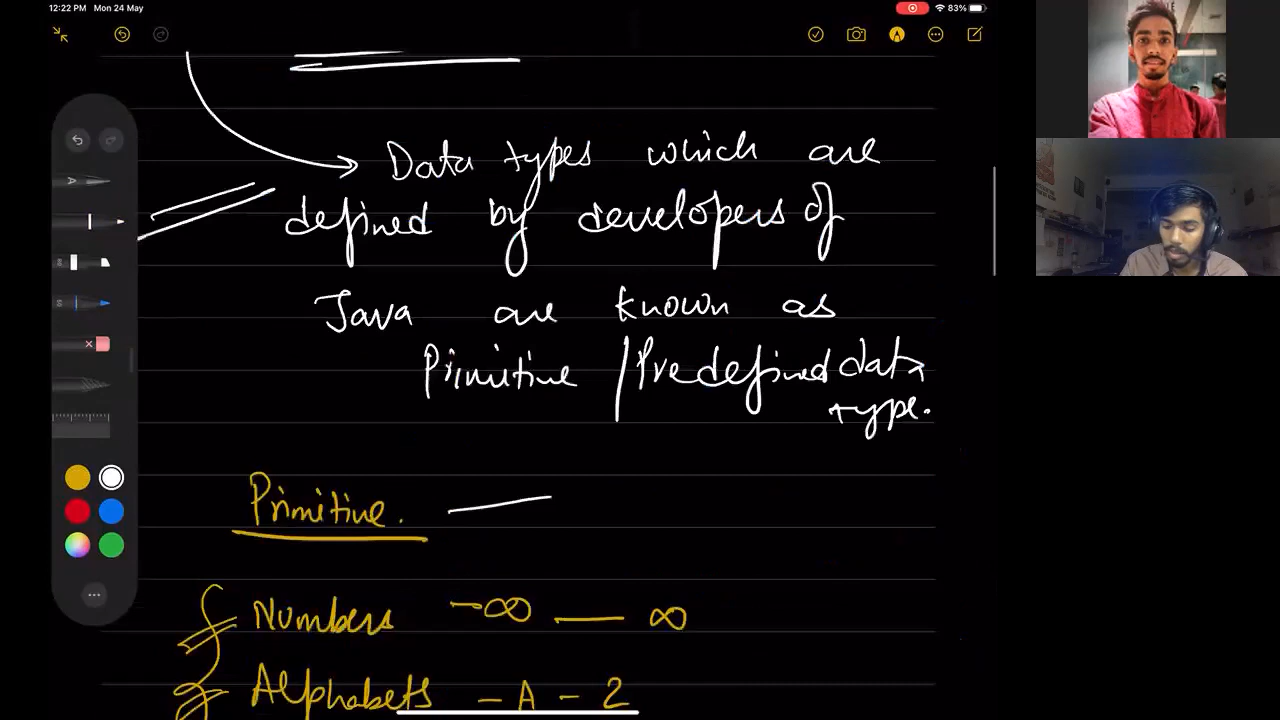 12:22 PM Mon 24 May
83%
Data types which are
defined by developers of
Java are known as
Primitive / Predefined data
type.
Primitive.
Numbers -∞ — ∞
Alphabets - A - Z